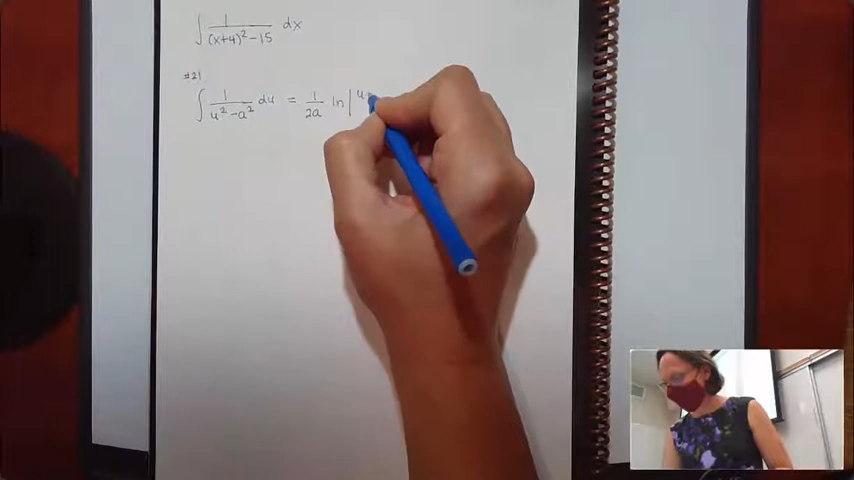 ∫ 1/((x+4)² - 15) dx
#21
∫ 1/(u² - a²) du = 1/(2a) ln |u